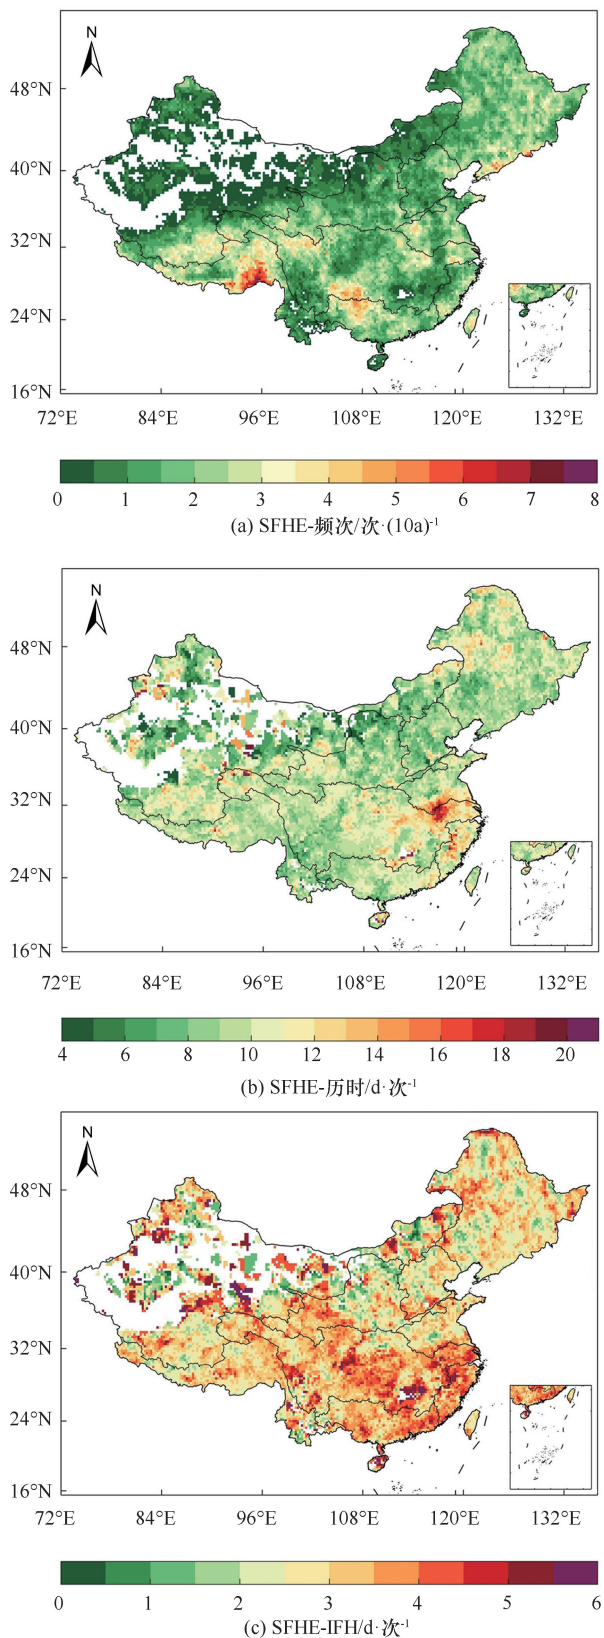 N
48°N
40°N
32°N
24°N
16°N
72°E 84°E 96°E 108°E 120°E 132°E
0 1 2 3 4 5 6 7 8
(a) SFHE-频次/次·(10a)⁻¹
N
48°N
40°N
32°N
24°N
16°N
72°E 84°E 96°E 108°E 120°E 132°E
4 6 8 10 12 14 16 18 20
(b) SFHE-历时/d·次⁻¹
N
48°N
40°N
32°N
24°N
16°N
72°E 84°E 96°E 108°E 120°E 132°E
0 1 2 3 4 5 6
(c) SFHE-IFH/d·次⁻¹